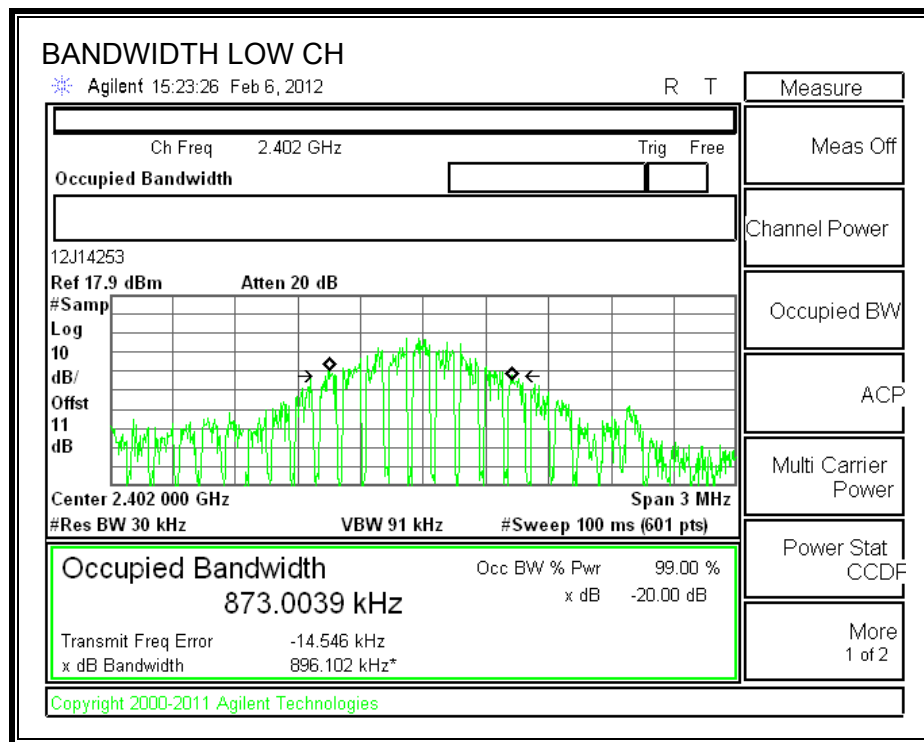 BANDWIDTH LOW CH
Agilent 15:23:26 Feb 6, 2012 R T
Measure
Ch Freq 2.402 GHz Trig Free
Meas Off
Occupied Bandwidth
Channel Power
12J14253
Ref 17.9 dBm Atten 20 dB
#Samp
Log
10
dB/
Offst
11
dB
Occupied BW
ACP
Multi Carrier
Power
Center 2.402 000 GHz Span 3 MHz
#Res BW 30 kHz VBW 91 kHz #Sweep 100 ms (601 pts)
Power Stat
CCDF
Occupied Bandwidth Occ BW % Pwr 99.00 %
873.0039 kHz x dB -20.00 dB
Transmit Freq Error -14.546 kHz
x dB Bandwidth 896.102 kHz*
More
1 of 2
Copyright 2000-2011 Agilent Technologies